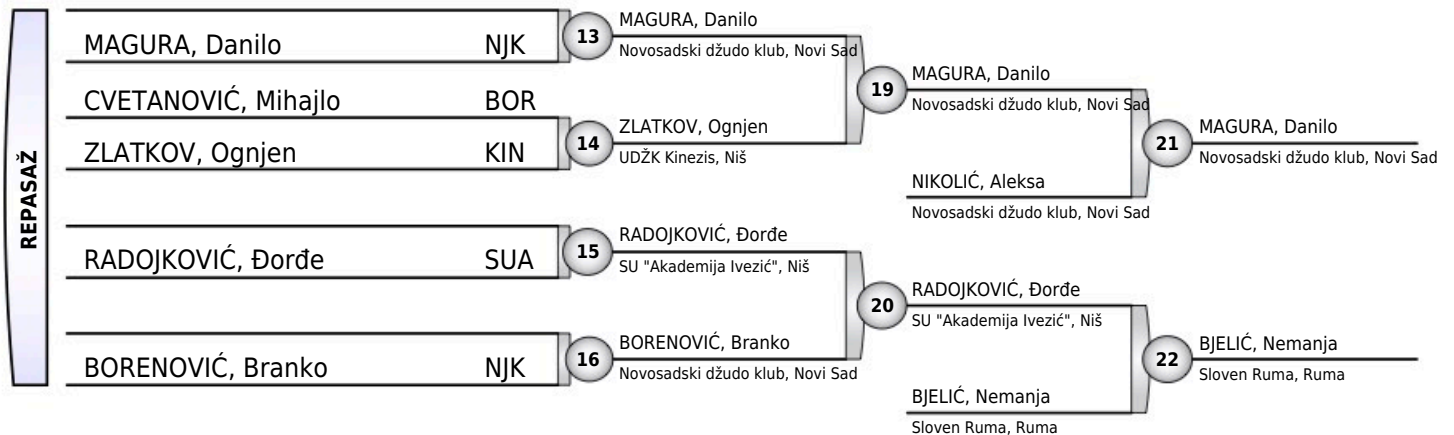 REPASAŽ
MAGURA, Danilo NJK
CVETANOVIĆ, Mihajlo BOR
ZLATKOV, Ognjen KIN
RADOJKOVIĆ, Đorđe SUA
BORENOVIĆ, Branko NJK
13
MAGURA, Danilo
Novosadski džudo klub, Novi Sad
14
ZLATKOV, Ognjen
UDŽK Kinezis, Niš
15
RADOJKOVIĆ, Đorđe
SU "Akademija Ivezić", Niš
16
BORENOVIĆ, Branko
Novosadski džudo klub, Novi Sad
19
MAGURA, Danilo
Novosadski džudo klub, Novi Sad
NIKOLIĆ, Aleksa
Novosadski džudo klub, Novi Sad
20
RADOJKOVIĆ, Đorđe
SU "Akademija Ivezić", Niš
BJELIĆ, Nemanja
Sloven Ruma, Ruma
21
MAGURA, Danilo
Novosadski džudo klub, Novi Sad
22
BJELIĆ, Nemanja
Sloven Ruma, Ruma